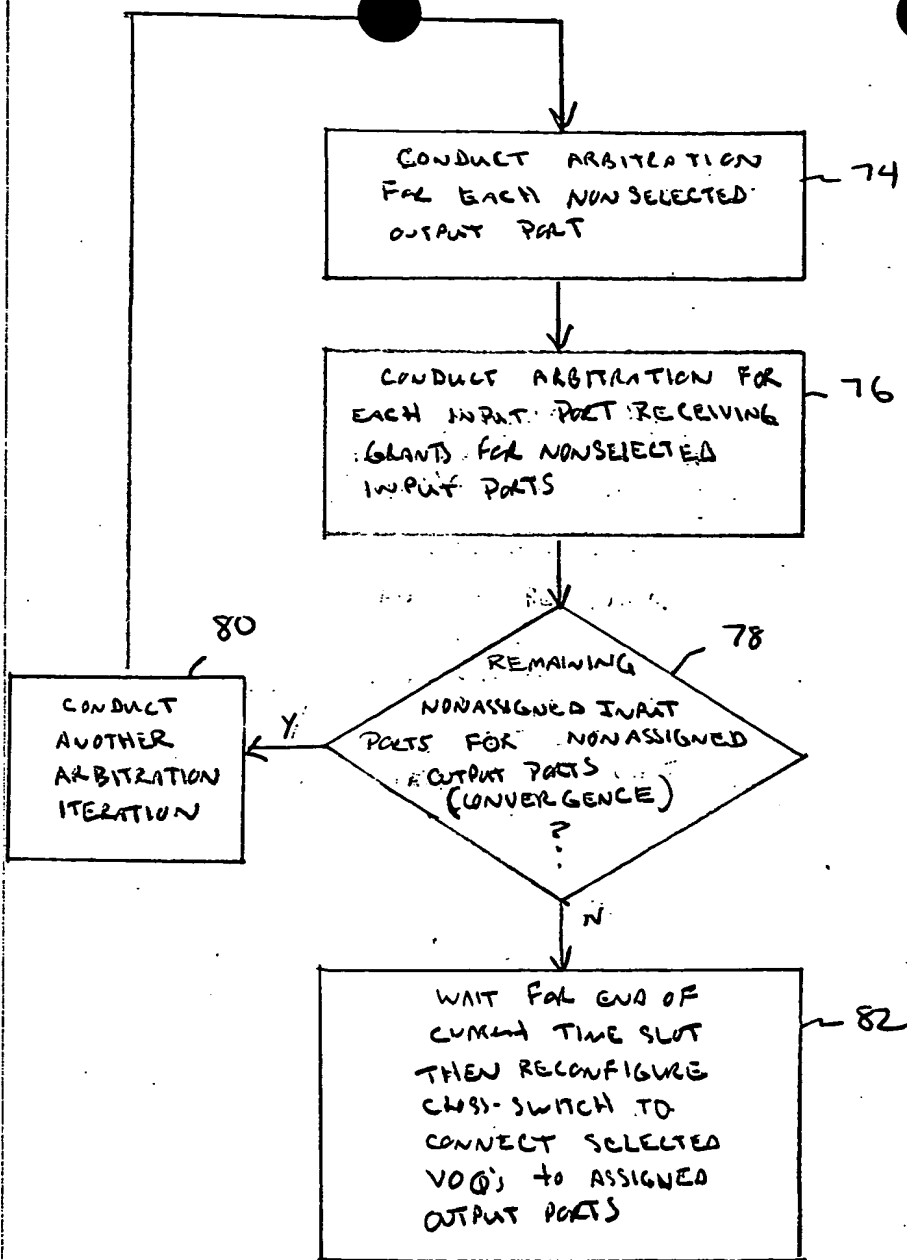 CONDUCT ARBITRATION
FOR EACH NONSELECTED
OUTPUT PORT
74
CONDUCT ARBITRATION FOR
EACH INPUT PORT RECEIVING
GRANTS FOR NONSELECTED
INPUT PORTS
76
80
78
REMAINING
NONASSIGNED INPUT
PORTS FOR NONASSIGNED
OUTPUT PORTS
(CONVERGENCE)
?
Y
CONDUCT
ANOTHER
ARBITRATION
ITERATION
N
WAIT FOR END OF
CURRENT TIME SLOT
THEN RECONFIGURE
CROSS-SWITCH TO
CONNECT SELECTED
VOQ's to ASSIGNED
OUTPUT PORTS
82